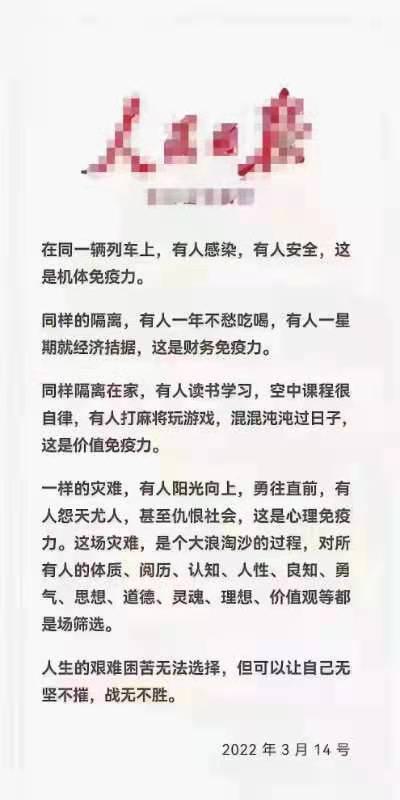 在同一辆列车上，有人感染，有人安全，这
是机体免疫力。
同样的隔离，有人一年不愁吃喝，有人一星
期就经济拮据，这是财务免疫力。
同样隔离在家，有人读书学习，空中课程很
自律，有人打麻将玩游戏，混混沌沌过日子，
这是价值免疫力。
一样的灾难，有人阳光向上，勇往直前，有
人怨天尤人，甚至仇恨社会，这是心理免疫
力。这场灾难，是个大浪淘沙的过程，对所
有人的体质、阅历、认知、人性、良知、勇
气、思想、道德、灵魂、理想、价值观等都
是场筛选。
人生的艰难困苦无法选择，但可以让自己无
坚不摧，战无不胜。
2022 年 3 月 14 号